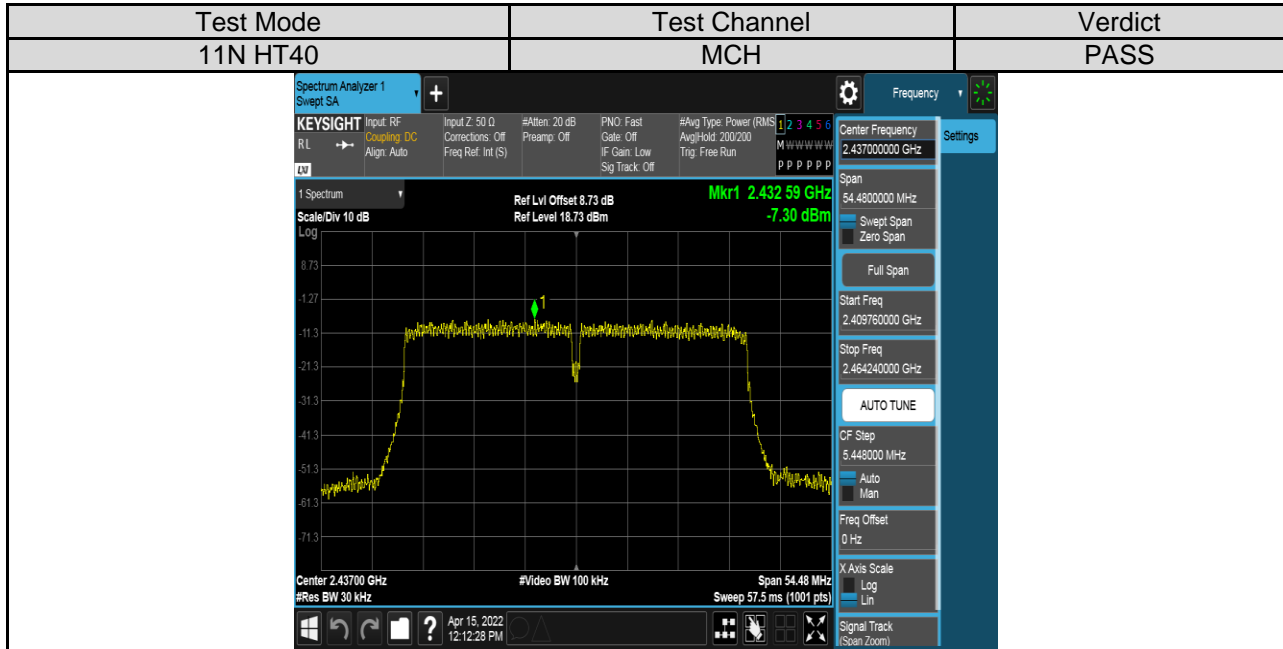 Test Mode Test Channel Verdict
11N HT40 MCH PASS
Spectrum Analyzer 1
Swept SA
+
Frequency
KEYSIGHT
RL
LXI
Input: RF
Coupling: DC
Align: Auto
Input Z: 50 Ω
Corrections: Off
Freq Ref: Int (S)
#Atten: 20 dB
Preamp: Off
PNO: Fast
Gate: Off
IF Gain: Low
Sig Track: Off
#Avg Type: Power (RMS
Avg|Hold: 200/200
Trig: Free Run
1 2 3 4 5 6
M W W W W W
P P P P P P
1 Spectrum
Scale/Div 10 dB
Log
Ref Lvl Offset 8.73 dB
Ref Level 18.73 dBm
Mkr1 2.432 59 GHz
-7.30 dBm
8.73
-1.27
-11.3
-21.3
-31.3
-41.3
-51.3
-61.3
-71.3
1
Center 2.43700 GHz
#Res BW 30 kHz
#Video BW 100 kHz
Span 54.48 MHz
Sweep 57.5 ms (1001 pts)
?
Apr 15, 2022
12:12:28 PM
Center Frequency
2.437000000 GHz
Settings
Span
54.4800000 MHz
Swept Span
Zero Span
Full Span
Start Freq
2.409760000 GHz
Stop Freq
2.464240000 GHz
AUTO TUNE
CF Step
5.448000 MHz
Auto
Man
Freq Offset
0 Hz
X Axis Scale
Log
Lin
Signal Track
(Span Zoom)